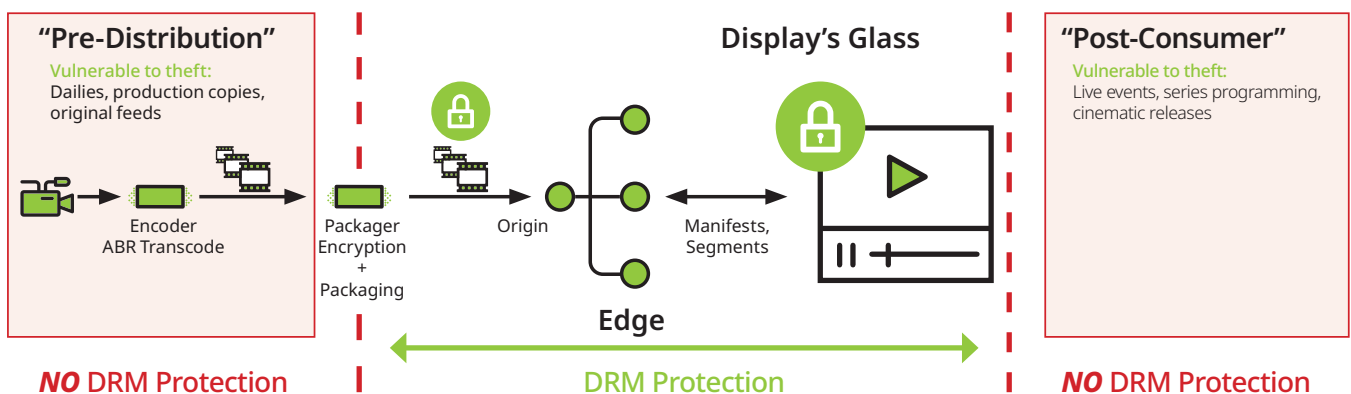 “Pre-Distribution”
Vulnerable to theft:
Dailies, production copies,
original feeds
Encoder
ABR Transcode
NO DRM Protection
Packager
Encryption
+
Packaging
Origin
Edge
Manifests,
Segments
Display’s Glass
DRM Protection
“Post-Consumer”
Vulnerable to theft:
Live events, series programming,
cinematic releases
NO DRM Protection